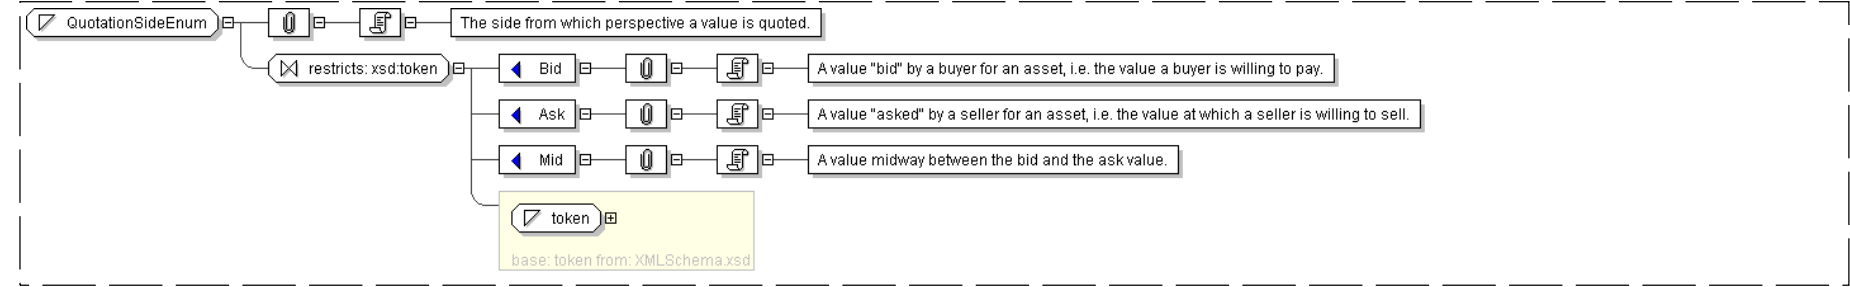 QuotationSideEnum The side from which perspective a value is quoted.
restricts: xsd:token Bid A value "bid" by a buyer for an asset, i.e. the value a buyer is willing to pay.
Ask A value "asked" by a seller for an asset, i.e. the value at which a seller is willing to sell.
Mid A value midway between the bid and the ask value.
token
base: token from: XMLSchema.xsd